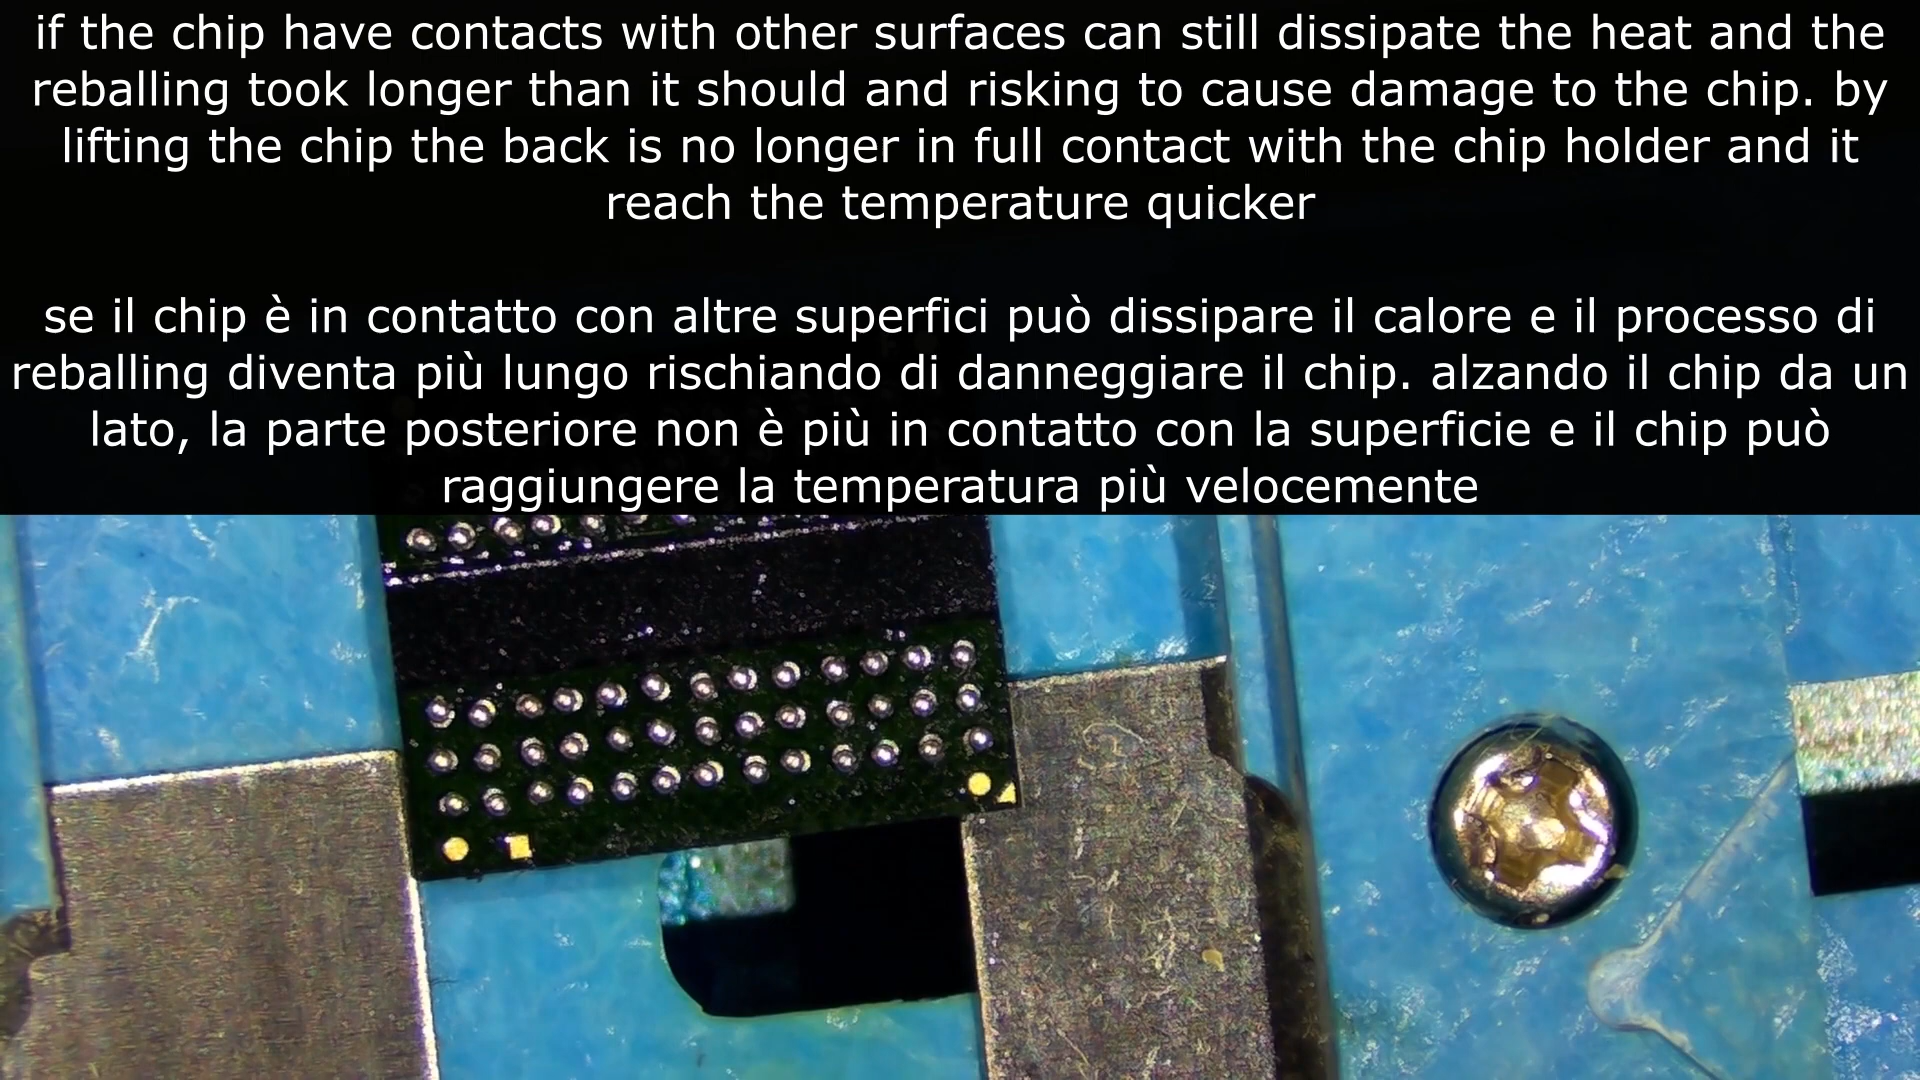 if the chip have contacts with other surfaces can still dissipate the heat and the
reballing took longer than it should and risking to cause damage to the chip. by
lifting the chip the back is no longer in full contact with the chip holder and it
reach the temperature quicker
se il chip è in contatto con altre superfici può dissipare il calore e il processo di
reballing diventa più lungo rischiando di danneggiare il chip. alzando il chip da un
lato, la parte posteriore non è più in contatto con la superficie e il chip può
raggiungere la temperatura più velocemente